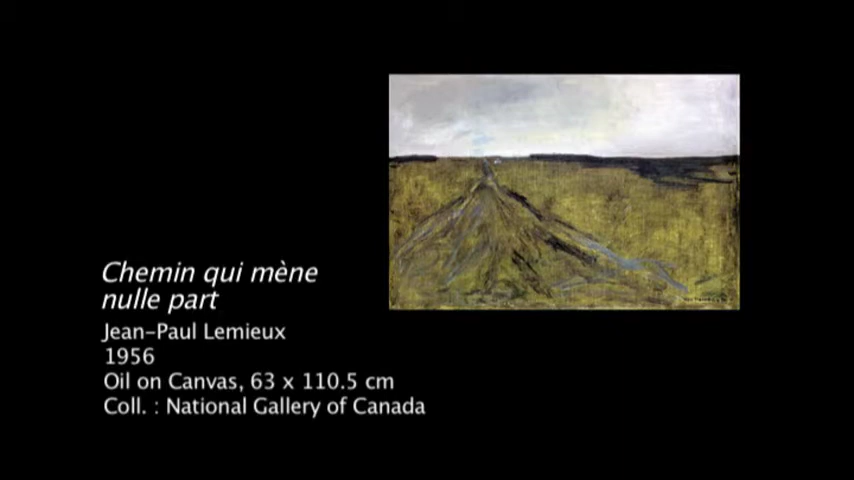 Chemin qui mène
nulle part
Jean-Paul Lemieux
1956
Oil on Canvas, 63 x 110.5 cm
Coll. : National Gallery of Canada